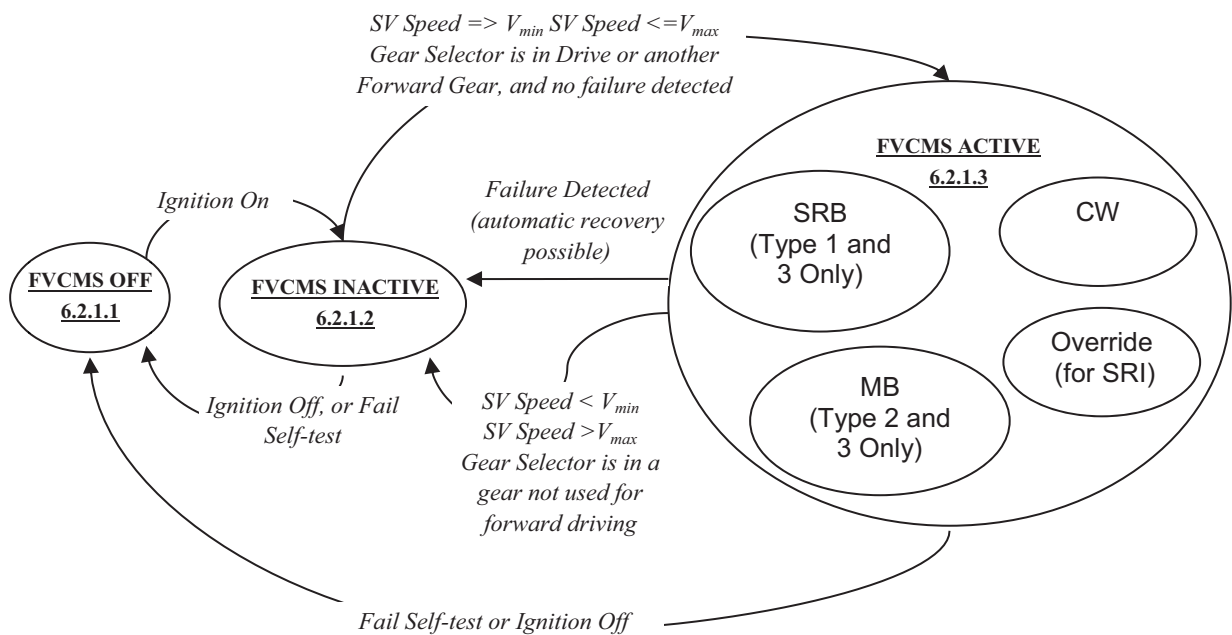 SV Speed => Vmin SV Speed <=Vmax
Gear Selector is in Drive or another
Forward Gear, and no failure detected
FVCMS ACTIVE
6.2.1.3
Ignition On
Failure Detected
(automatic recovery
possible)
SRB
(Type 1 and
3 Only)
CW
FVCMS OFF
6.2.1.1
FVCMS INACTIVE
6.2.1.2
Override
(for SRI)
MB
(Type 2 and
3 Only)
Ignition Off, or Fail
Self-test
SV Speed < Vmin
SV Speed >Vmax
Gear Selector is in a
gear not used for
forward driving
Fail Self-test or Ignition Off